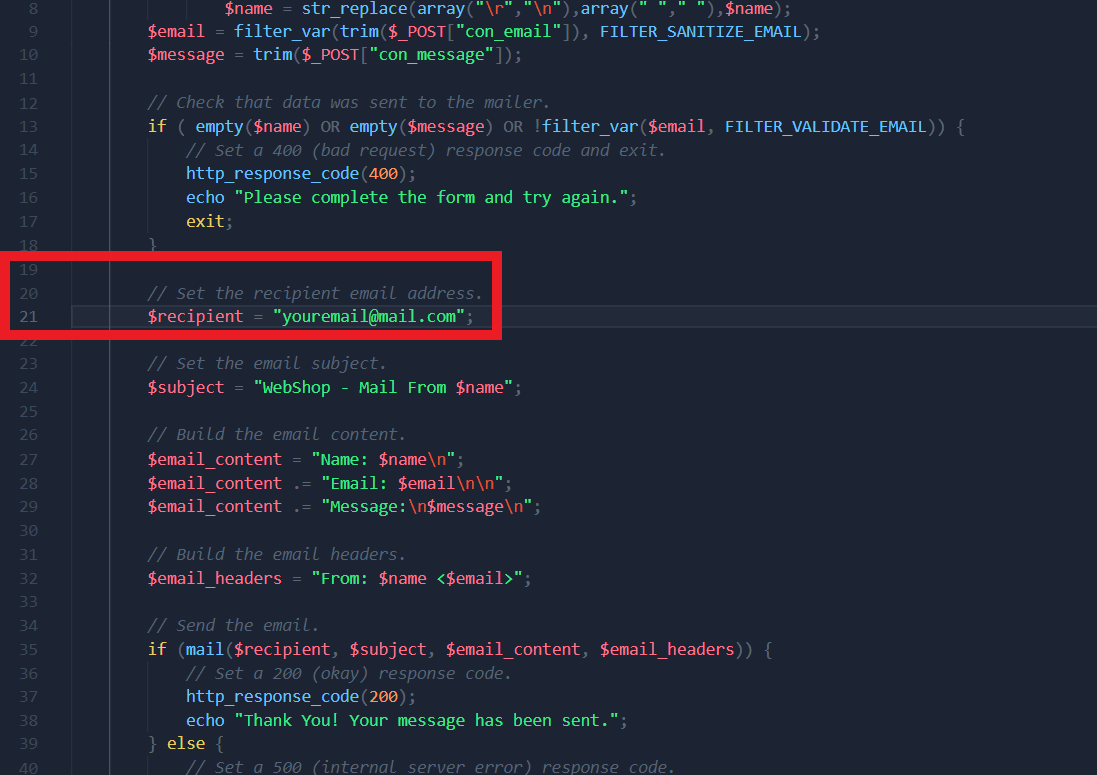 8 $name = str_replace(array("\r","\n"),array(" "," "),$name);
9 $email = filter_var(trim($_POST["con_email"]), FILTER_SANITIZE_EMAIL);
10 $message = trim($_POST["con_message"]);
11
12 // Check that data was sent to the mailer.
13 if ( empty($name) OR empty($message) OR !filter_var($email, FILTER_VALIDATE_EMAIL)) {
14 // Set a 400 (bad request) response code and exit.
15 http_response_code(400);
16 echo "Please complete the form and try again.";
17 exit;
18 }
19
20 // Set the recipient email address.
21 $recipient = "youremail@mail.com";
22
23 // Set the email subject.
24 $subject = "WebShop - Mail From $name";
25
26 // Build the email content.
27 $email_content = "Name: $name\n";
28 $email_content .= "Email: $email\n\n";
29 $email_content .= "Message:\n$message\n";
30
31 // Build the email headers.
32 $email_headers = "From: $name <$email>";
33
34 // Send the email.
35 if (mail($recipient, $subject, $email_content, $email_headers)) {
36 // Set a 200 (okay) response code.
37 http_response_code(200);
38 echo "Thank You! Your message has been sent.";
39 } else {
40 // Set a 500 (internal server error) response code.